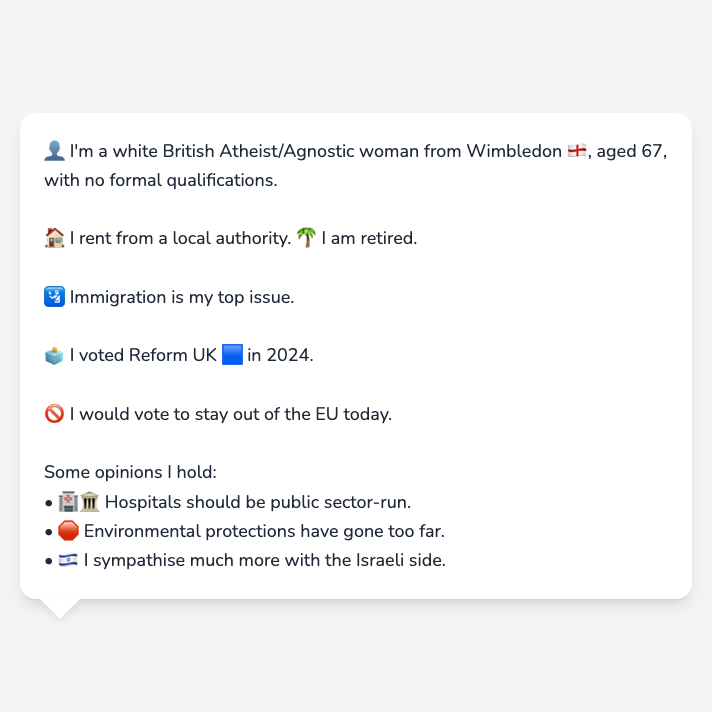 👤 I'm a white British Atheist/Agnostic woman from Wimbledon 🏴󠁧󠁢󠁥󠁮󠁧󠁿, aged 67,
with no formal qualifications.
🏠 I rent from a local authority. 🌴 I am retired.
🛂 Immigration is my top issue.
🗳️ I voted Reform UK 🟦 in 2024.
🚫 I would vote to stay out of the EU today.
Some opinions I hold:
• 🏥🏛️ Hospitals should be public sector-run.
• 🛑 Environmental protections have gone too far.
• 🇮🇱 I sympathise much more with the Israeli side.